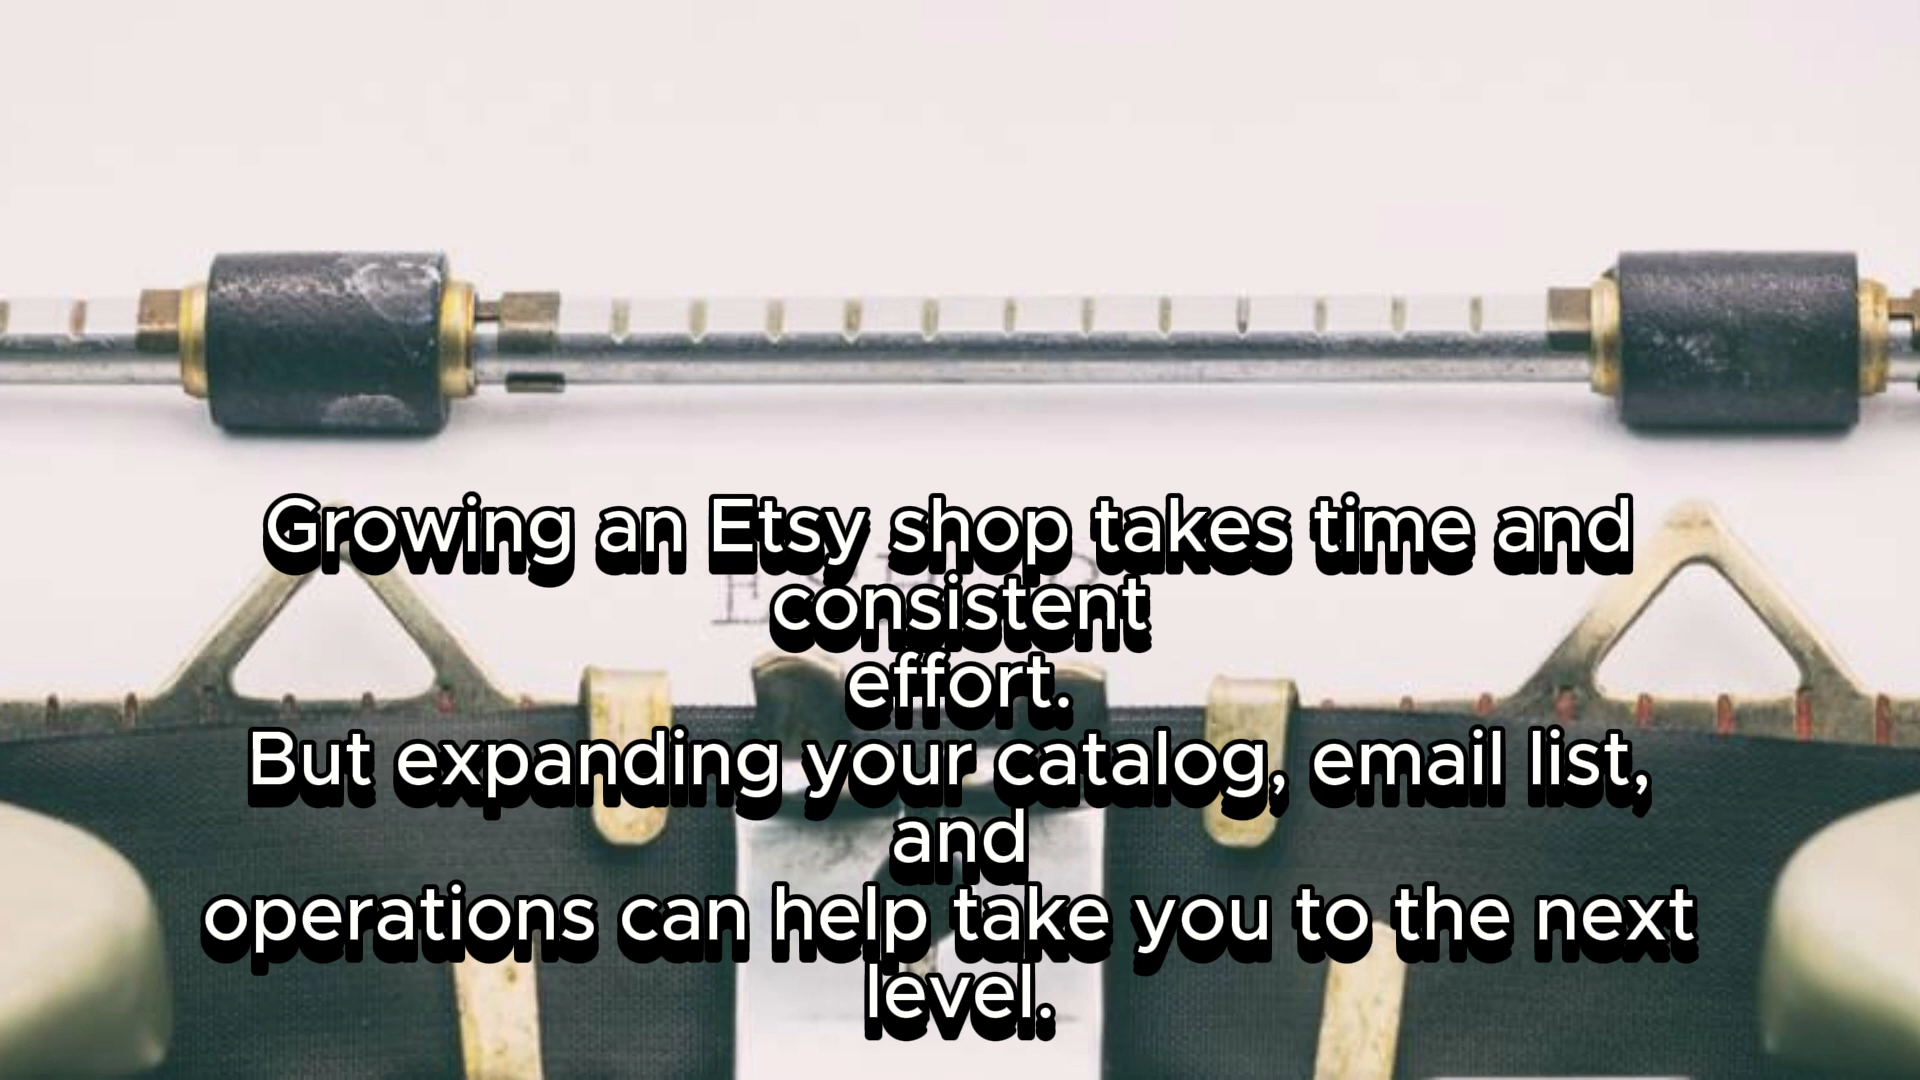 Growing an Etsy shop takes time and
consistent
effort.
But expanding your catalog, email list,
and
operations can help take you to the next
level.